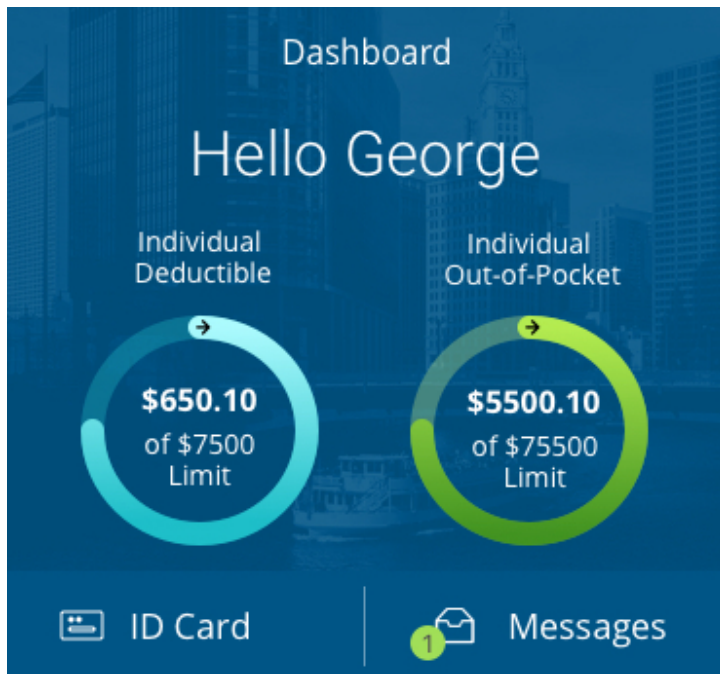 Dashboard
Hello George
Individual
Deductible
$650.10
of $7500
Limit
Individual
Out-of-Pocket
$5500.10
of $75500
Limit
ID Card
1
Messages